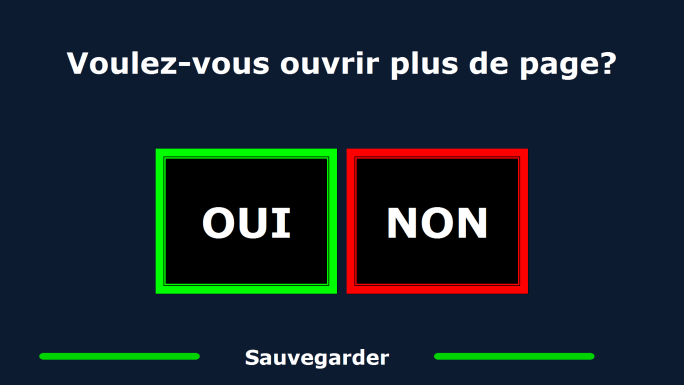 Voulez-vous ouvrir plus de page?
OUI
NON
Sauvegarder